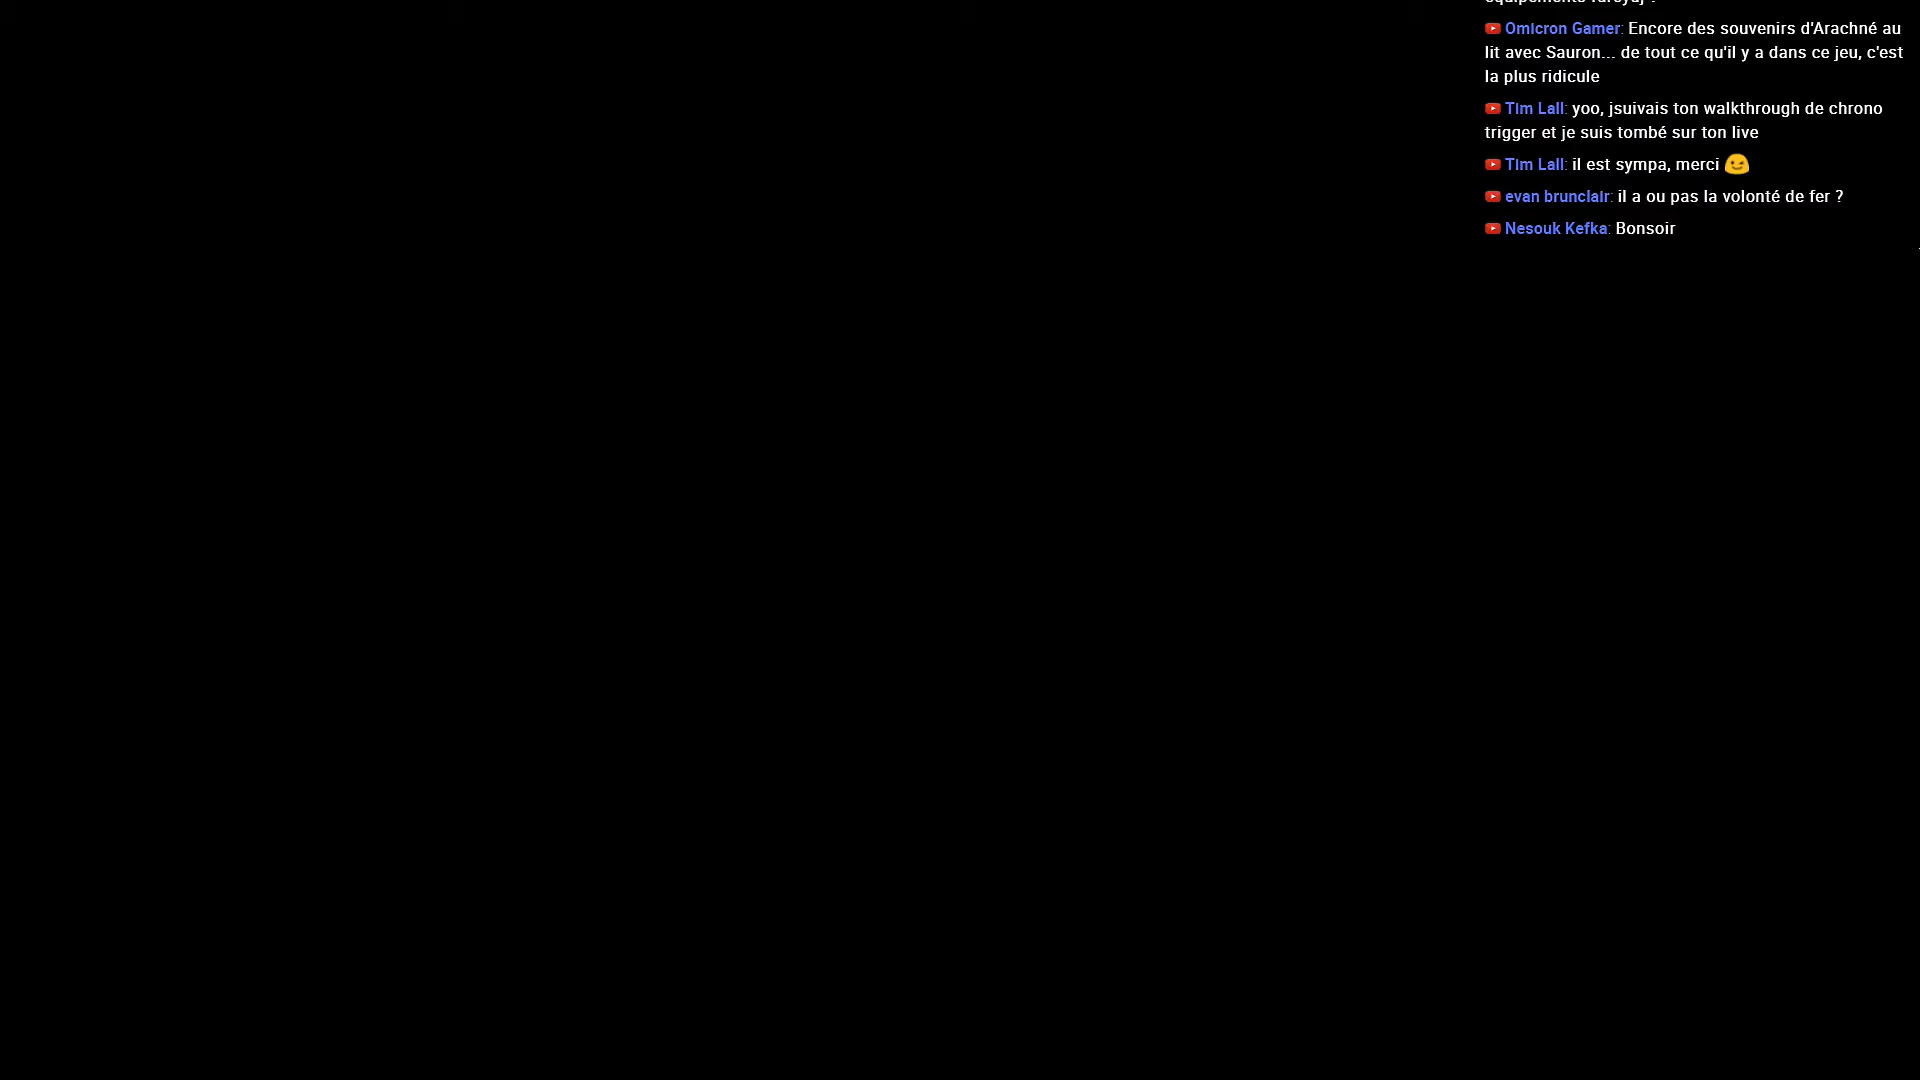 Omicron Gamer: Encore des souvenirs d'Arachné au
lit avec Sauron... de tout ce qu'il y a dans ce jeu, c'est
la plus ridicule
Tim Lall: yoo, jsuivais ton walkthrough de chrono
trigger et je suis tombé sur ton live
Tim Lall: il est sympa, merci 😉
evan brunclair: il a ou pas la volonté de fer ?
Nesouk Kefka: Bonsoir